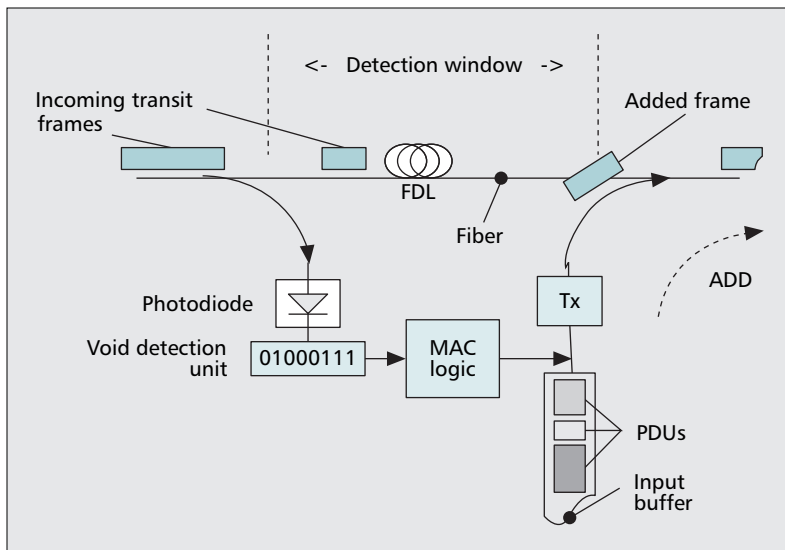 <- Detection window ->
Incoming transit
frames
Added frame
FDL
Fiber
ADD
Photodiode
Tx
Void detection
unit
01000111
MAC
logic
PDUs
Input
buffer